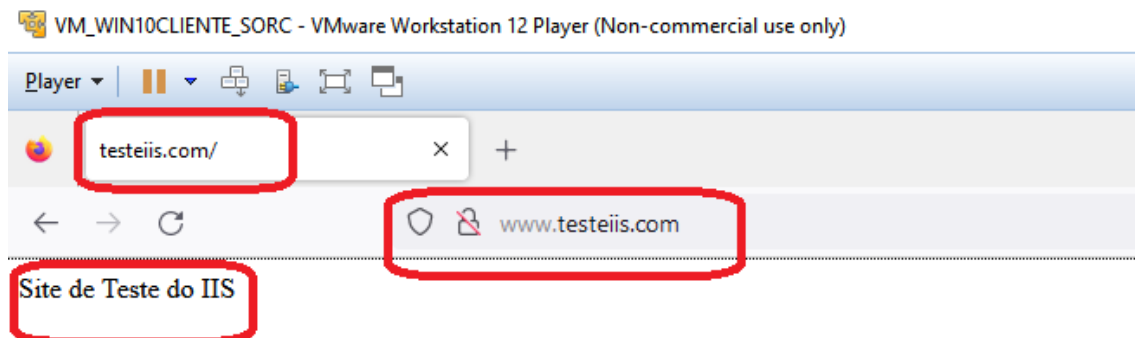 VM_WIN10CLIENTE_SORC - VMware Workstation 12 Player (Non-commercial use only)
Player
testeiis.com/
www.testeiis.com
Site de Teste do IIS